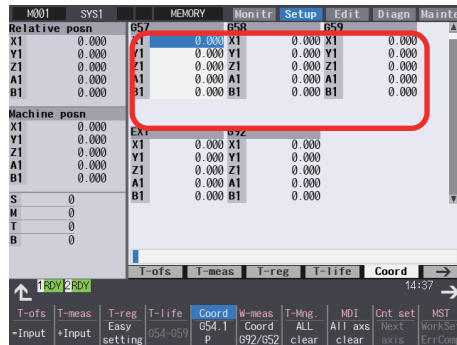 M001 SYS1 MEMORY Monitr Setup Edit Diagn Mainte
Relative posn G57 G58 G59
X1 0.000 X1 0.000 X1 0.000 X1 0.000
Y1 0.000 Y1 0.000 Y1 0.000 Y1 0.000
Z1 0.000 Z1 0.000 Z1 0.000 Z1 0.000
A1 0.000 A1 0.000 A1 0.000 A1 0.000
B1 0.000 B1 0.000 B1 0.000 B1 0.000
Machine posn
X1 0.000 EXT G92
Y1 0.000 X1 0.000 X1 0.000
Z1 0.000 Y1 0.000 Y1 0.000
A1 0.000 Z1 0.000 Z1 0.000
B1 0.000 A1 0.000 A1 0.000
S 0 B1 0.000 B1 0.000
M 0
T 0
B 0
T-ofs T-meas T-reg T-life Coord →
1RDY 2RDY 14:37
T-ofs T-meas T-reg T-life Coord W-meas T-Mng. MDI Cnt set MST
=Input +Input Easy setting G54-G59 G54.1 P Coord G92/G52 ALL clear All axs clear Next axis WorkSe ErrCom